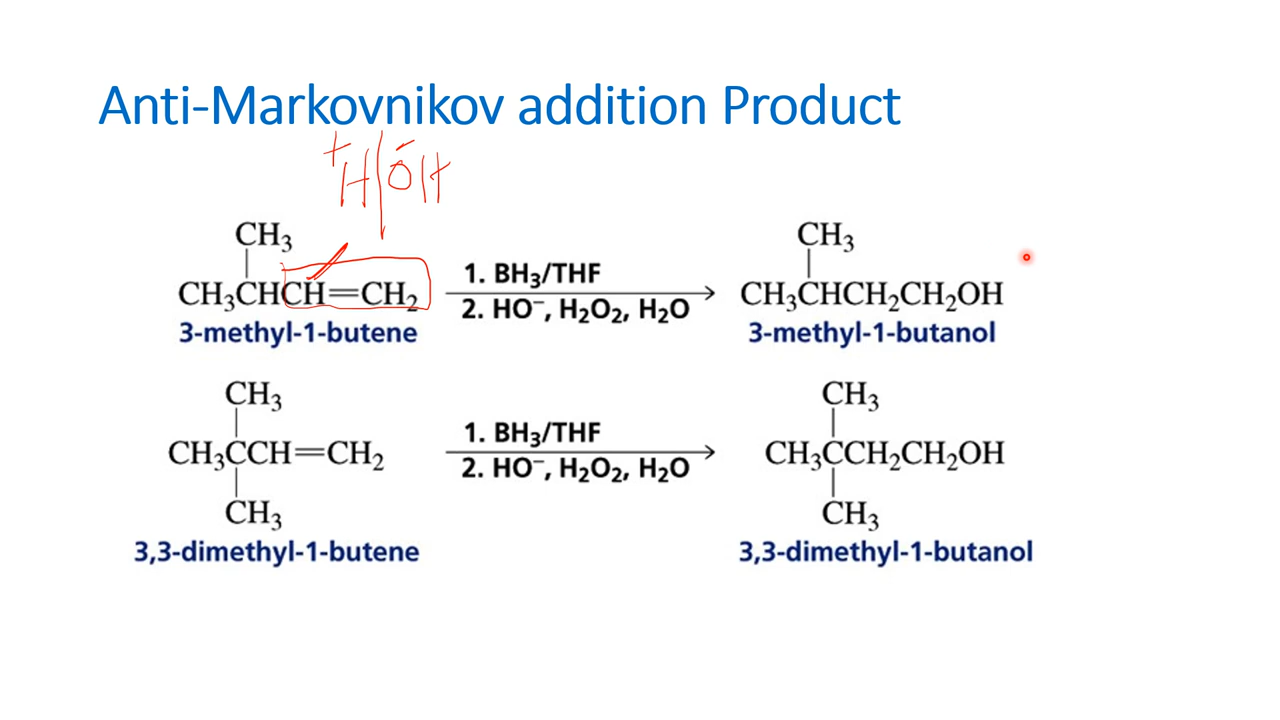 Anti-Markovnikov addition Product
+H|OH⁻
CH₃
CH₃CHCH=CH₂
3-methyl-1-butene
1. BH₃/THF
2. HO⁻, H₂O₂, H₂O
CH₃
CH₃CHCH₂CH₂OH
3-methyl-1-butanol
CH₃
CH₃CCH=CH₂
CH₃
3,3-dimethyl-1-butene
1. BH₃/THF
2. HO⁻, H₂O₂, H₂O
CH₃
CH₃CCH₂CH₂OH
CH₃
3,3-dimethyl-1-butanol